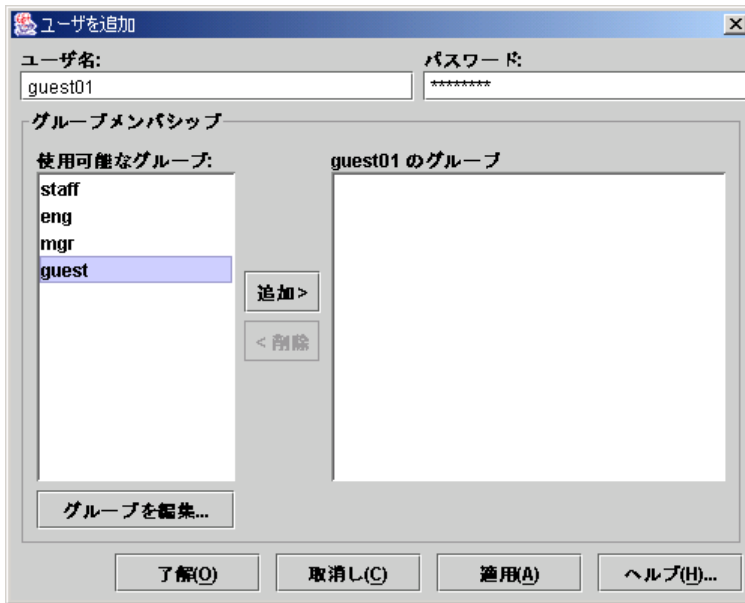 ユーザを追加
ユーザ名:
パスワード:
guest01
********
グループメンバシップ
使用可能なグループ:
guest01 のグループ
staff
eng
mgr
guest
追加>
< 削除
グループを編集...
了解(O)
取消し(C)
適用(A)
ヘルプ(H)...